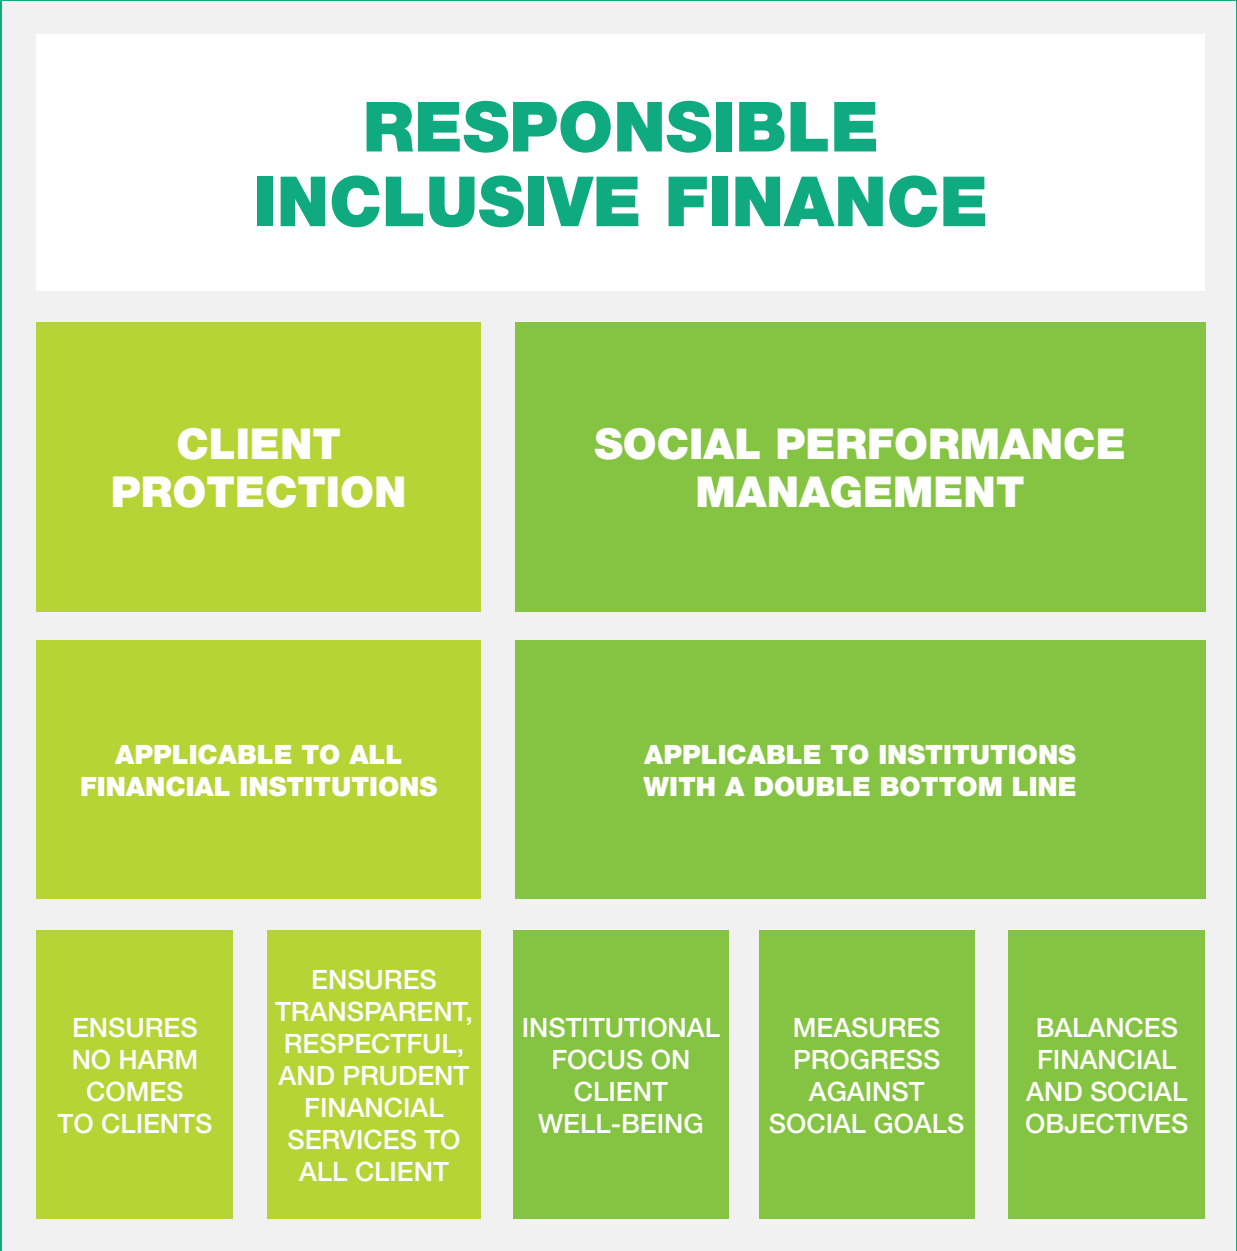 RESPONSIBLE
INCLUSIVE FINANCE
CLIENT
PROTECTION
SOCIAL PERFORMANCE
MANAGEMENT
APPLICABLE TO ALL
FINANCIAL INSTITUTIONS
APPLICABLE TO INSTITUTIONS
WITH A DOUBLE BOTTOM LINE
ENSURES
NO HARM
COMES
TO CLIENTS
ENSURES
TRANSPARENT,
RESPECTFUL,
AND PRUDENT
FINANCIAL
SERVICES TO
ALL CLIENT
INSTITUTIONAL
FOCUS ON
CLIENT
WELL-BEING
MEASURES
PROGRESS
AGAINST
SOCIAL GOALS
BALANCES
FINANCIAL
AND SOCIAL
OBJECTIVES